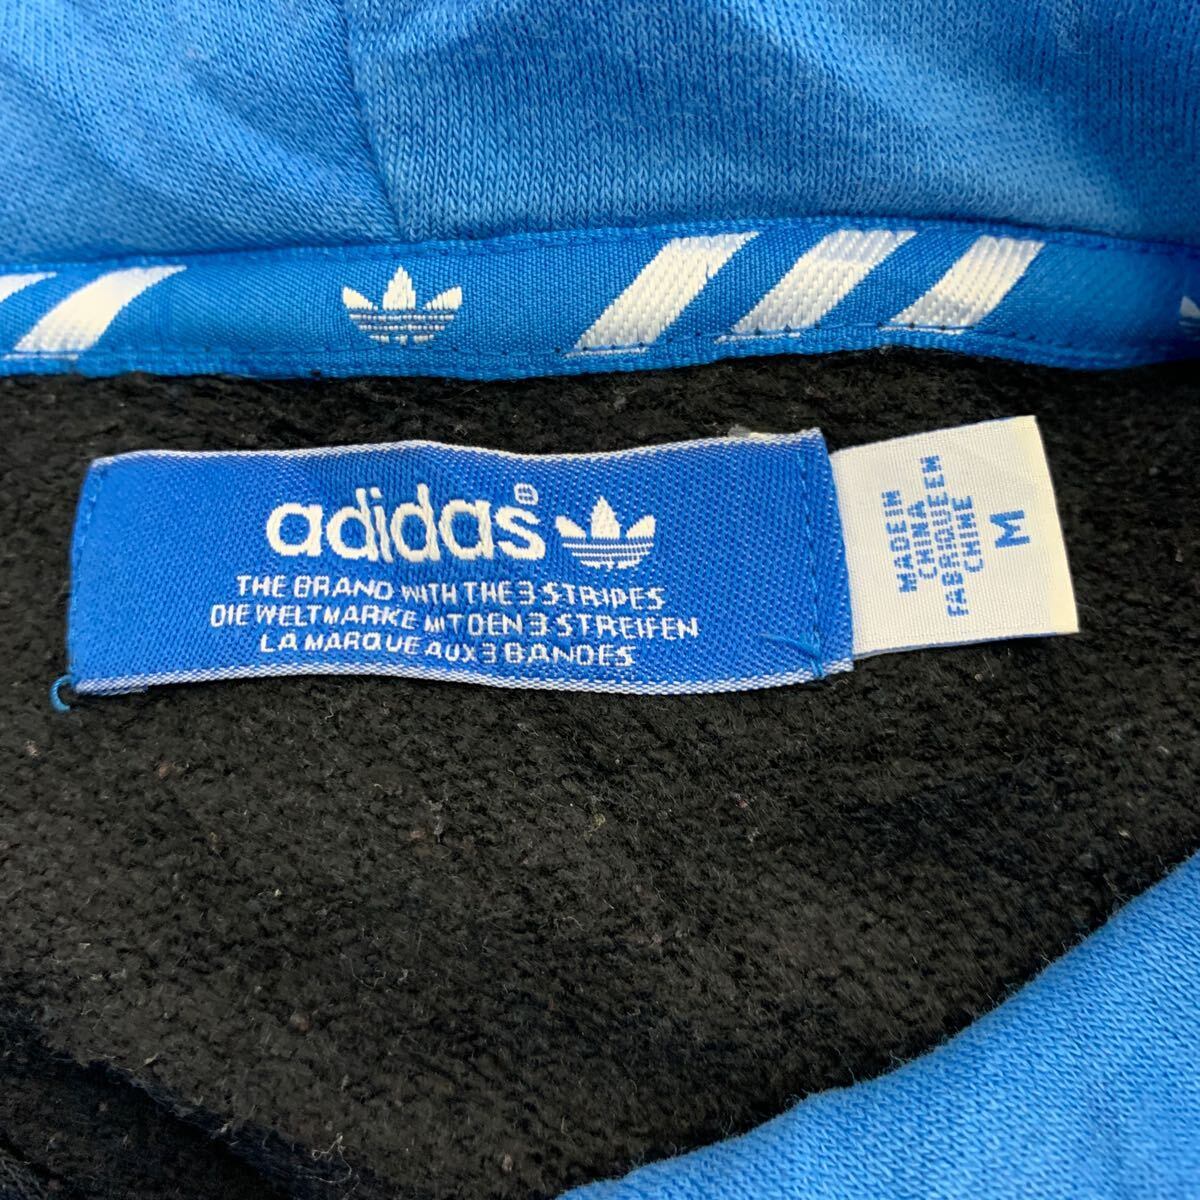 adidas®
THE BRAND WITH THE 3 STRIPES
DIE WELTMARKE MIT DEN 3 STREIFEN
LA MARQUE AUX 3 BANDES
MADE IN
CHINA
FABRIQUE EN
CHINE
M